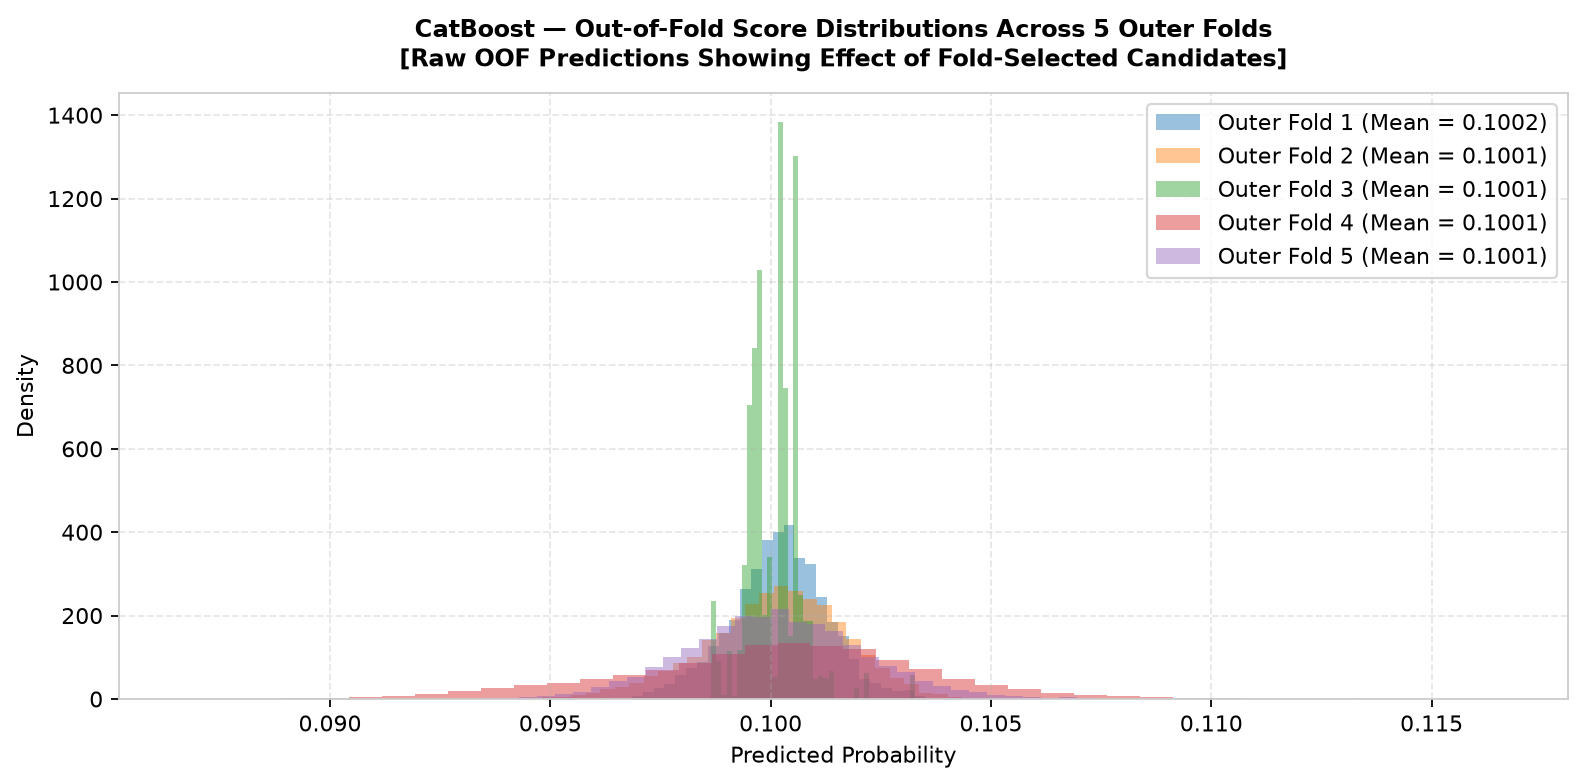 CatBoost — Out-of-Fold Score Distributions Across 5 Outer Folds
[Raw OOF Predictions Showing Effect of Fold-Selected Candidates]
1400
1200
1000
800
600
400
200
0
Density
Outer Fold 1 (Mean = 0.1002)
Outer Fold 2 (Mean = 0.1001)
Outer Fold 3 (Mean = 0.1001)
Outer Fold 4 (Mean = 0.1001)
Outer Fold 5 (Mean = 0.1001)
0.090 0.095 0.100 0.105 0.110 0.115
Predicted Probability